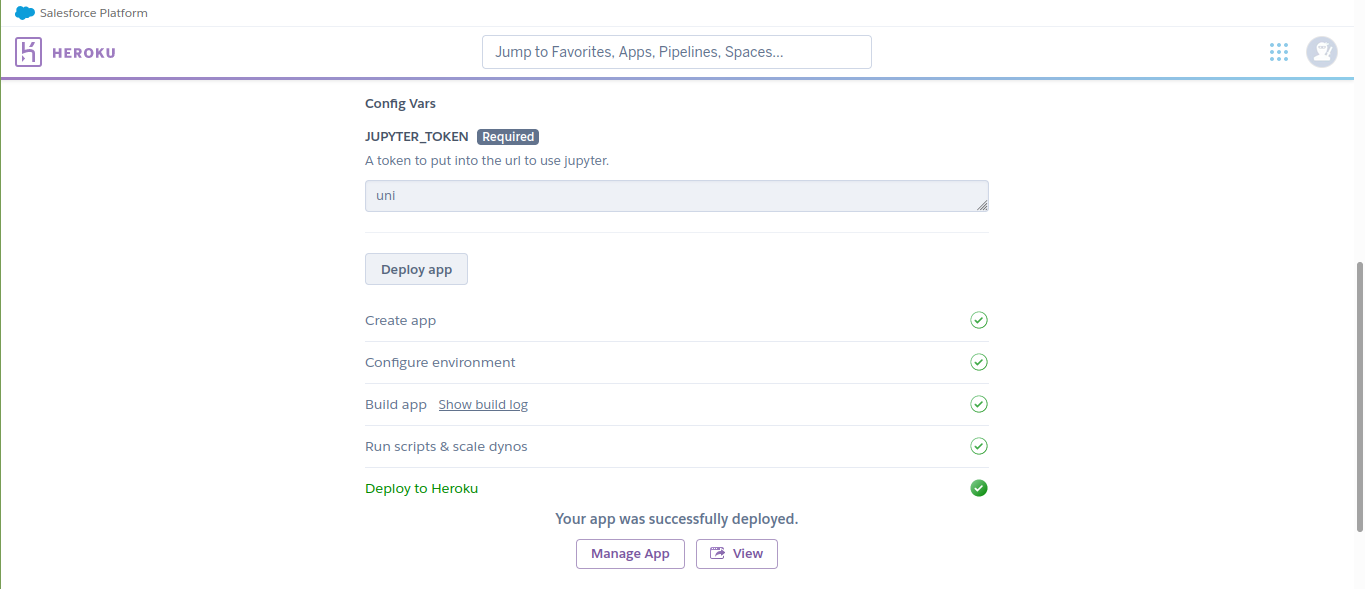 Salesforce Platform
HEROKU
Jump to Favorites, Apps, Pipelines, Spaces...
Config Vars
JUPYTER_TOKEN Required
A token to put into the url to use jupyter.
uni
Deploy app
Create app
Configure environment
Build app Show build log
Run scripts & scale dynos
Deploy to Heroku
Your app was successfully deployed.
Manage App View